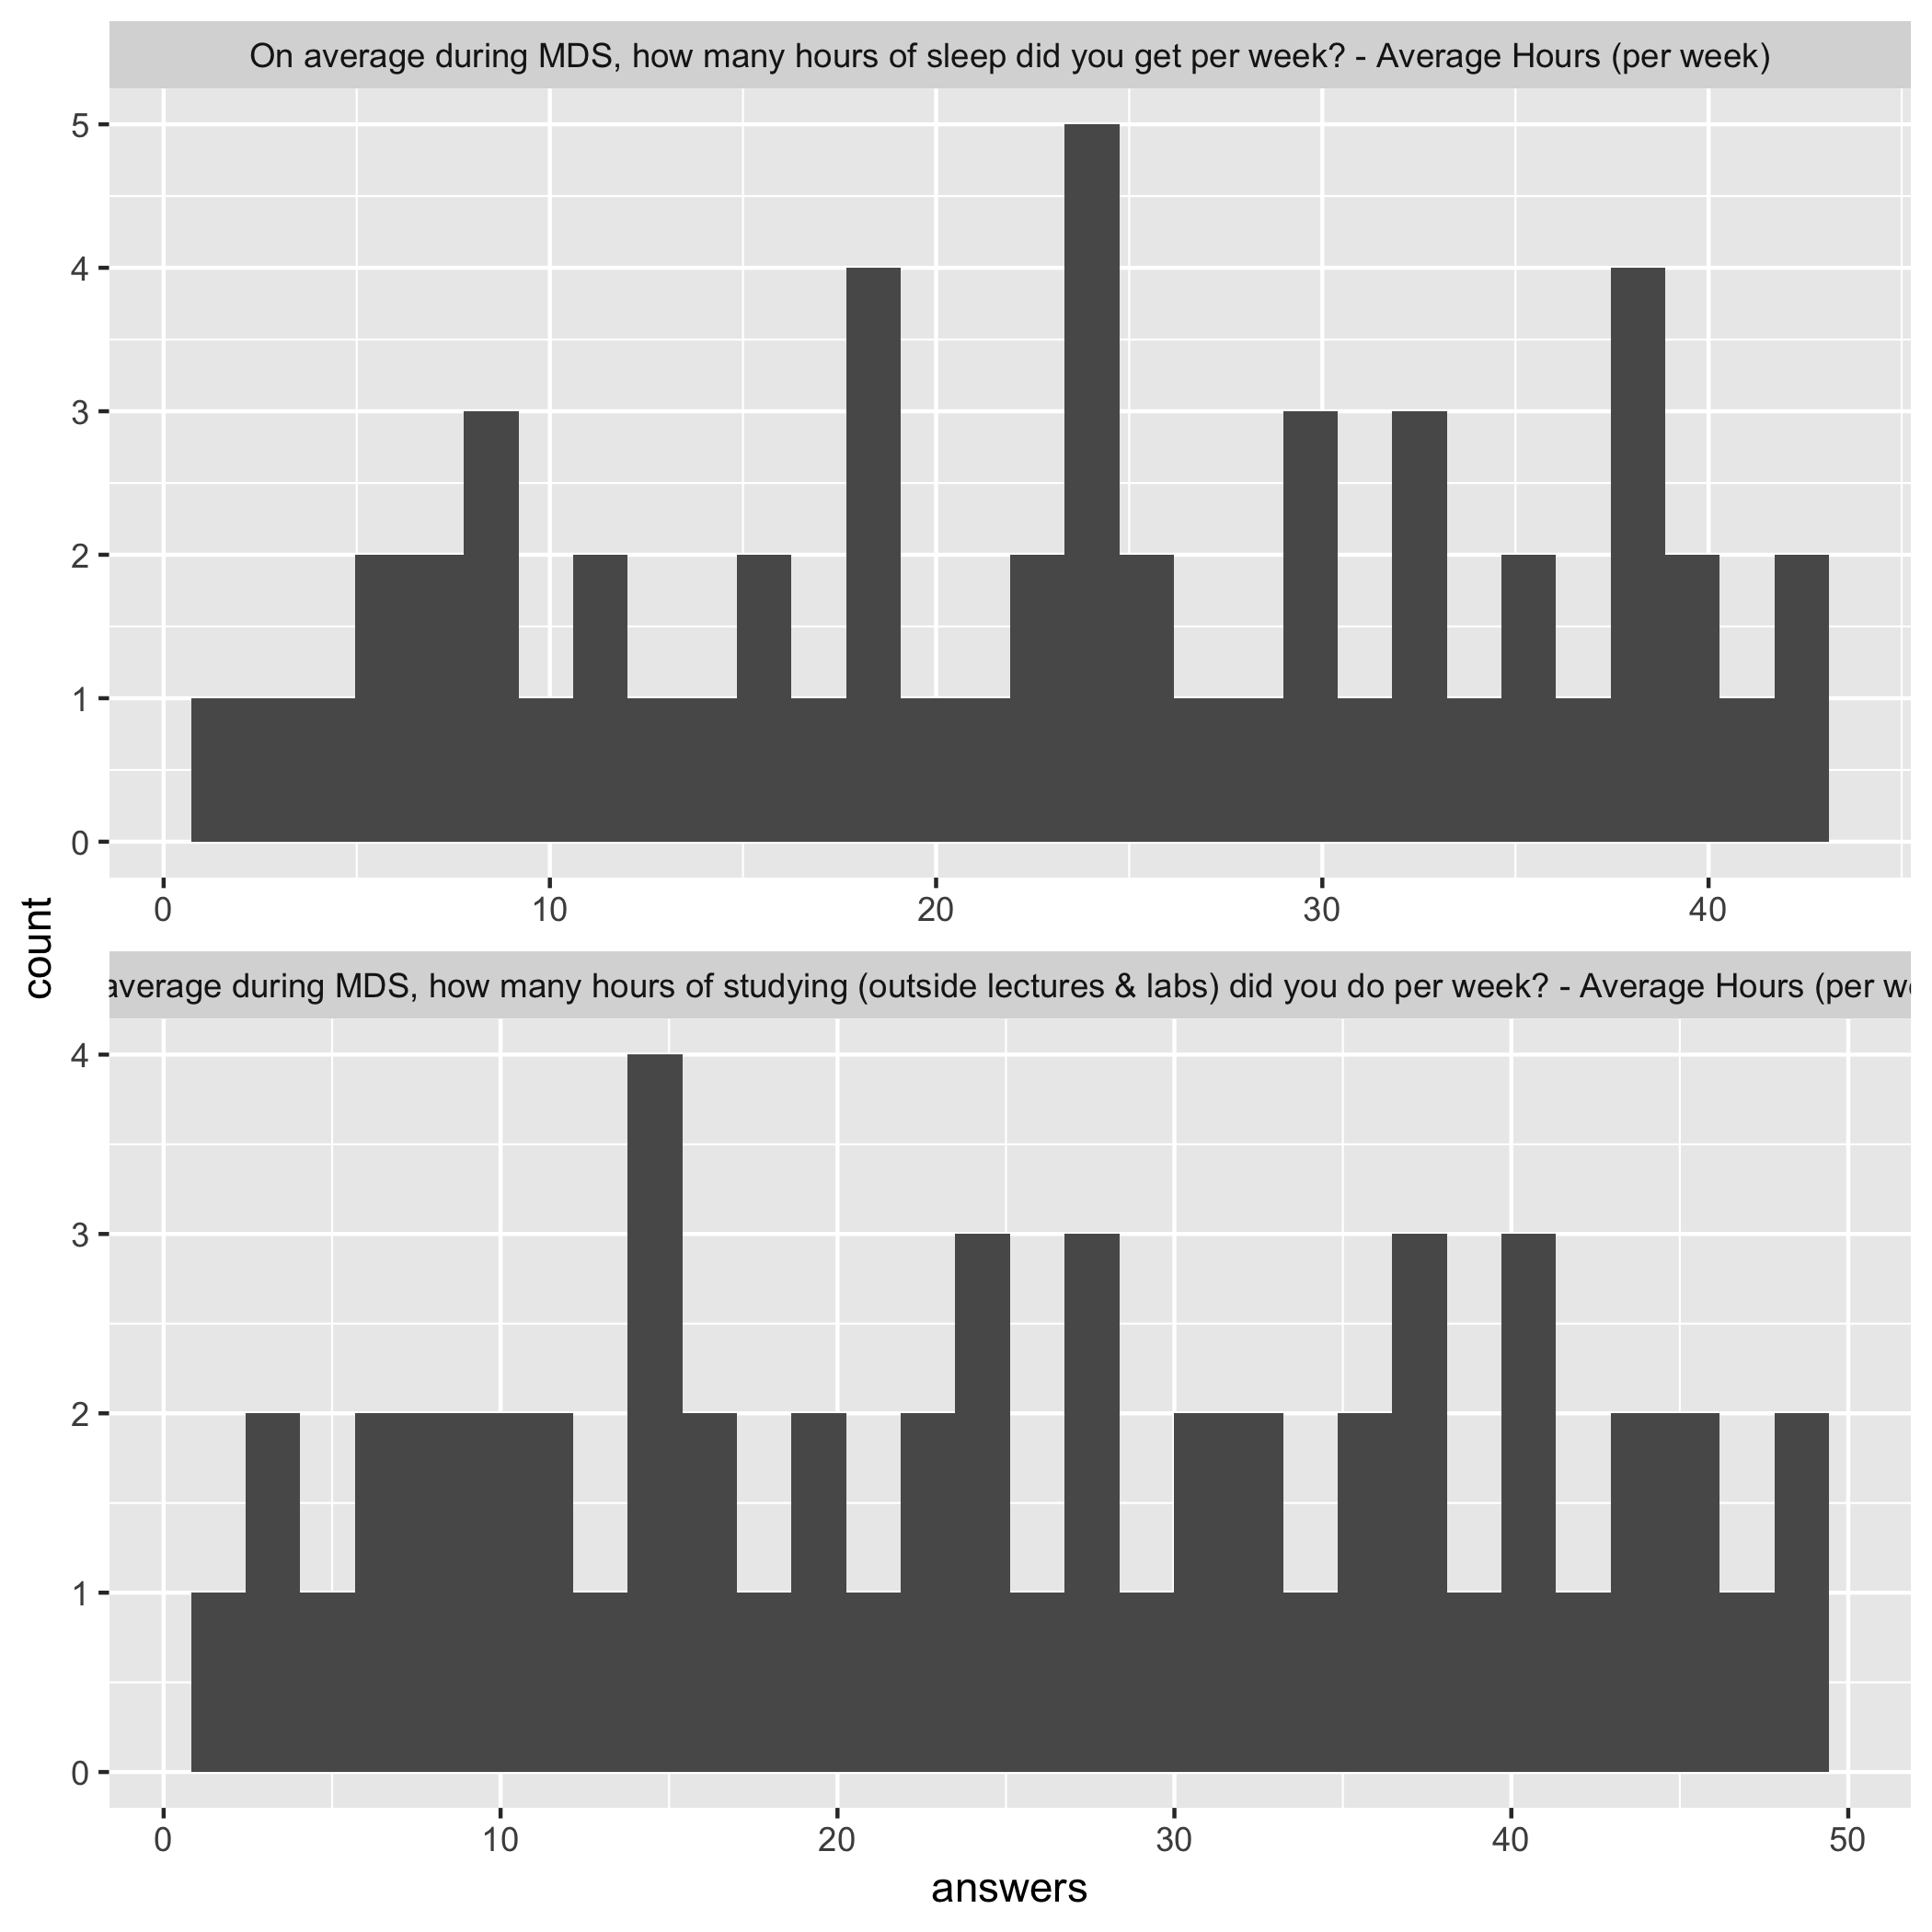 On average during MDS, how many hours of sleep did you get per week? - Average Hours (per week)
5
4
3
2
1
0
0 10 20 30 40
count
average during MDS, how many hours of studying (outside lectures & labs) did you do per week? - Average Hours (per
4
3
2
1
0
0 10 20 30 40 50
answers